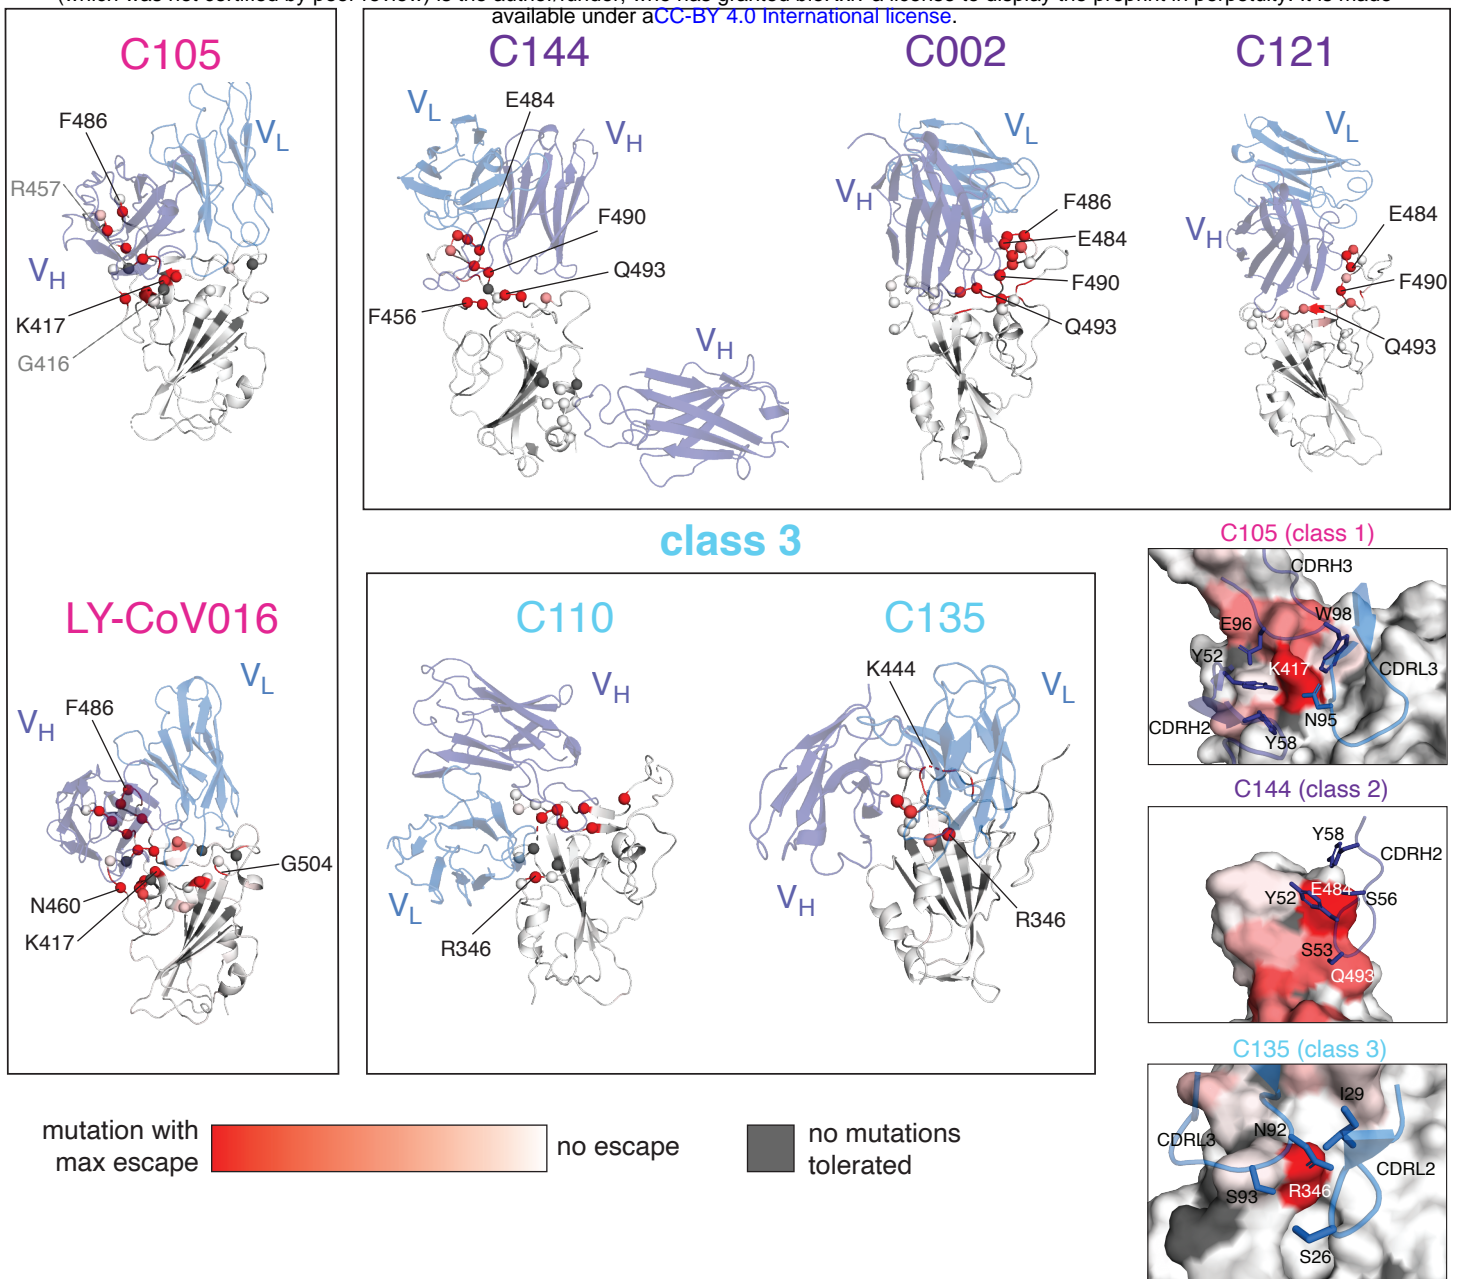 available under aCC-BY 4.0 International license.
C105
F486
R457
VL
VH
K417
G416
LY-CoV016
VL
VH
F486
G504
N460
K417
C144
C002
C121
E484
VL
VH
F490
Q493
F456
VH
VL
VH
F486
E484
F490
Q493
VL
VH
E484
F490
Q493
class 3
C110
C135
VH
VL
R346
K444
VL
VH
R346
C105 (class 1)
CDRH3
E96
W98
Y52
K417
CDRL3
CDRH2
N95
Y58
C144 (class 2)
Y58
CDRH2
Y52
E484
S56
S53
Q493
C135 (class 3)
I29
N92
CDRL3
CDRL2
S93
R346
S26
mutation with
max escape
no escape
no mutations
tolerated